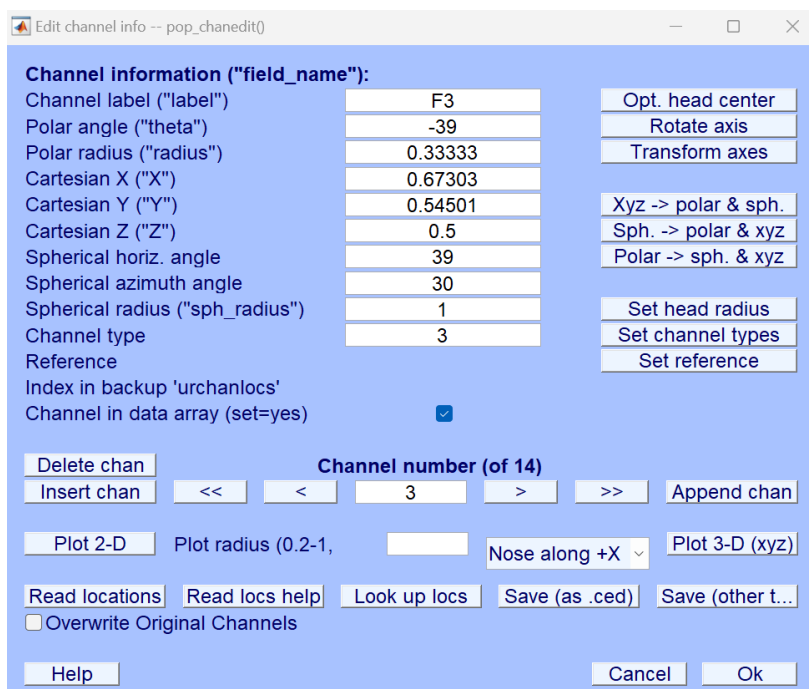 Edit channel info -- pop_chanedit()
Channel information ("field_name"):
Channel label ("label") F3 Opt. head center
Polar angle ("theta") -39 Rotate axis
Polar radius ("radius") 0.33333 Transform axes
Cartesian X ("X") 0.67303
Cartesian Y ("Y") 0.54501 Xyz -> polar & sph.
Cartesian Z ("Z") 0.5 Sph. -> polar & xyz
Spherical horiz. angle 39 Polar -> sph. & xyz
Spherical azimuth angle 30
Spherical radius ("sph_radius") 1 Set head radius
Channel type 3 Set channel types
Reference Set reference
Index in backup 'urchanlocs'
Channel in data array (set=yes)
Delete chan Channel number (of 14)
Insert chan << < 3 > >> Append chan
Plot 2-D Plot radius (0.2-1, Nose along +X Plot 3-D (xyz)
Read locations Read locs help Look up locs Save (as .ced) Save (other t...
Overwrite Original Channels
Help Cancel Ok